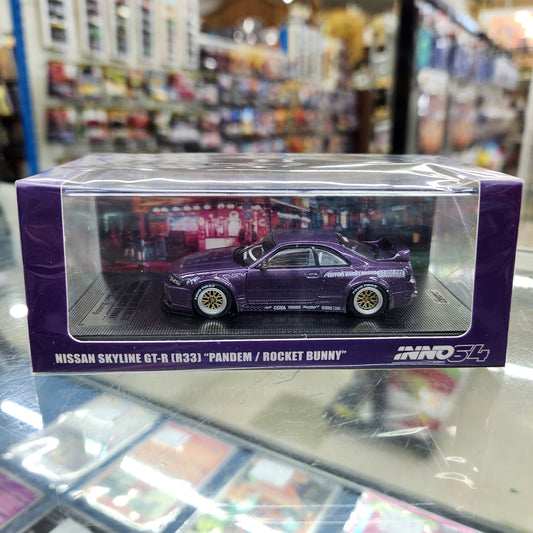 NISSAN SKYLINE GT-R (R33) "PANDEM / ROCKET BUNNY"
INNO64